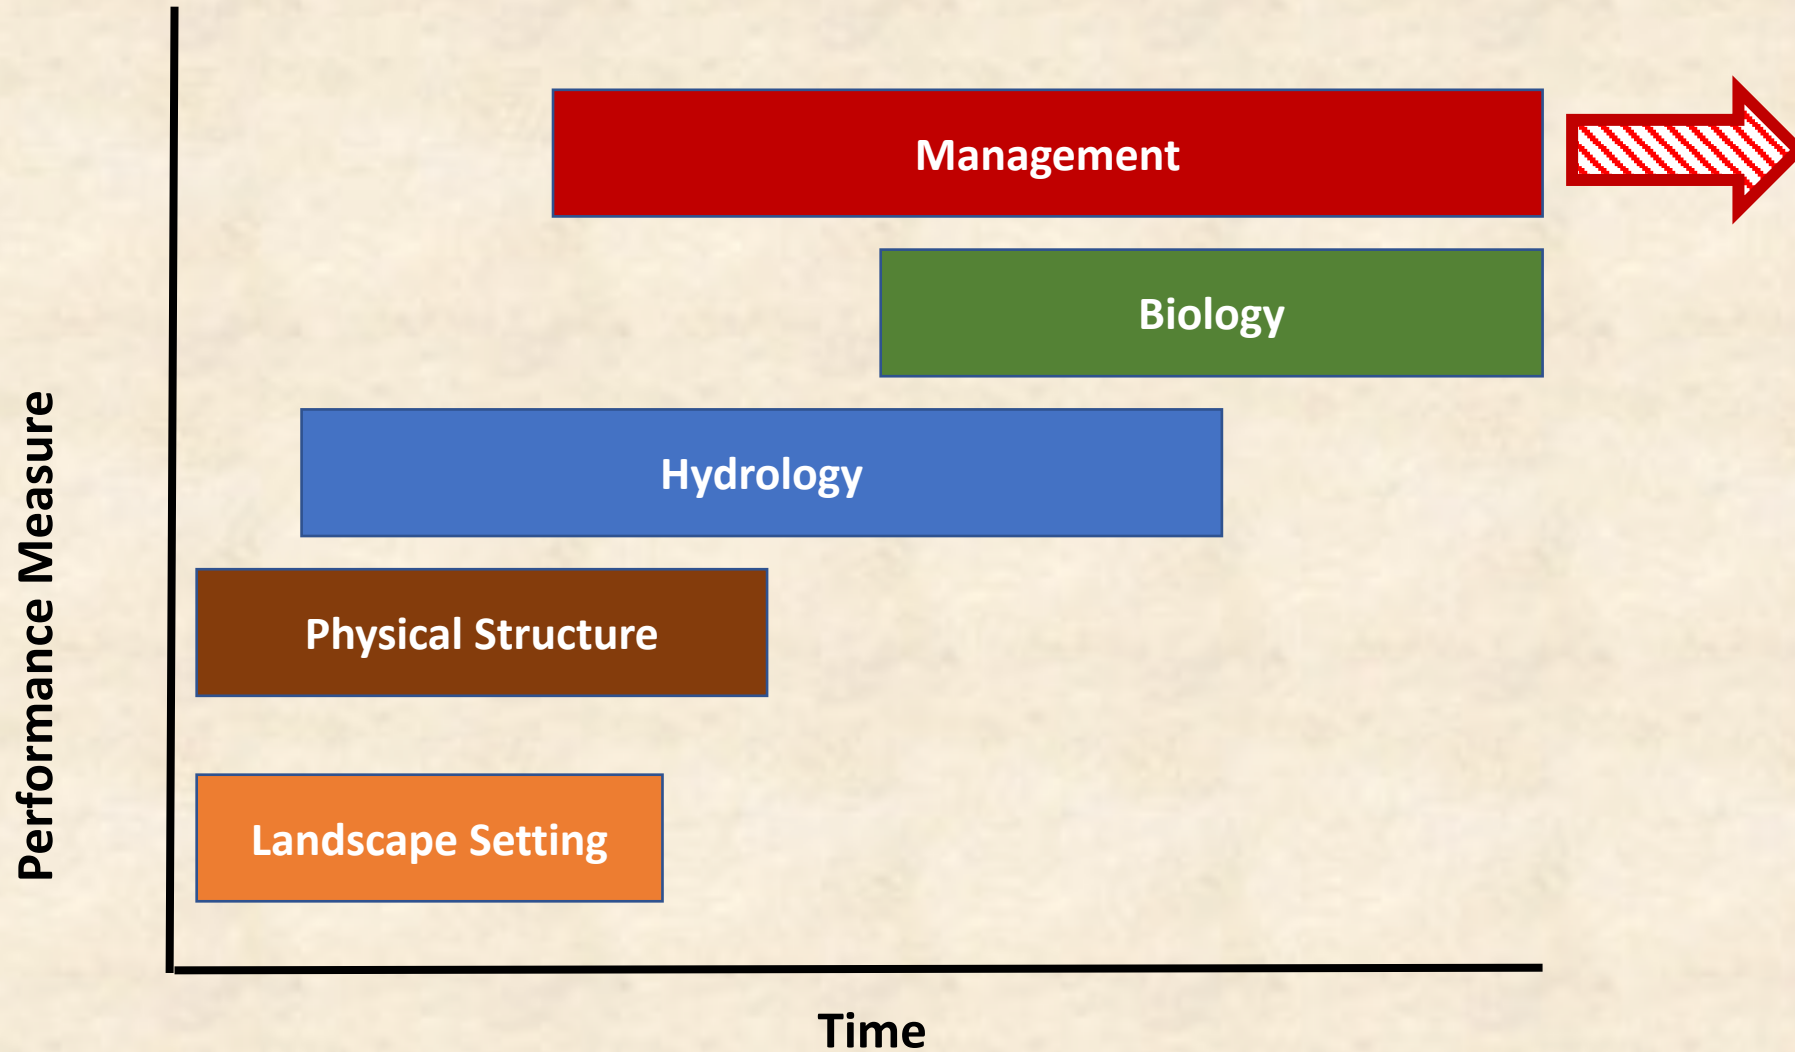 Management
Biology
Hydrology
Physical Structure
Landscape Setting
Performance Measure
Time